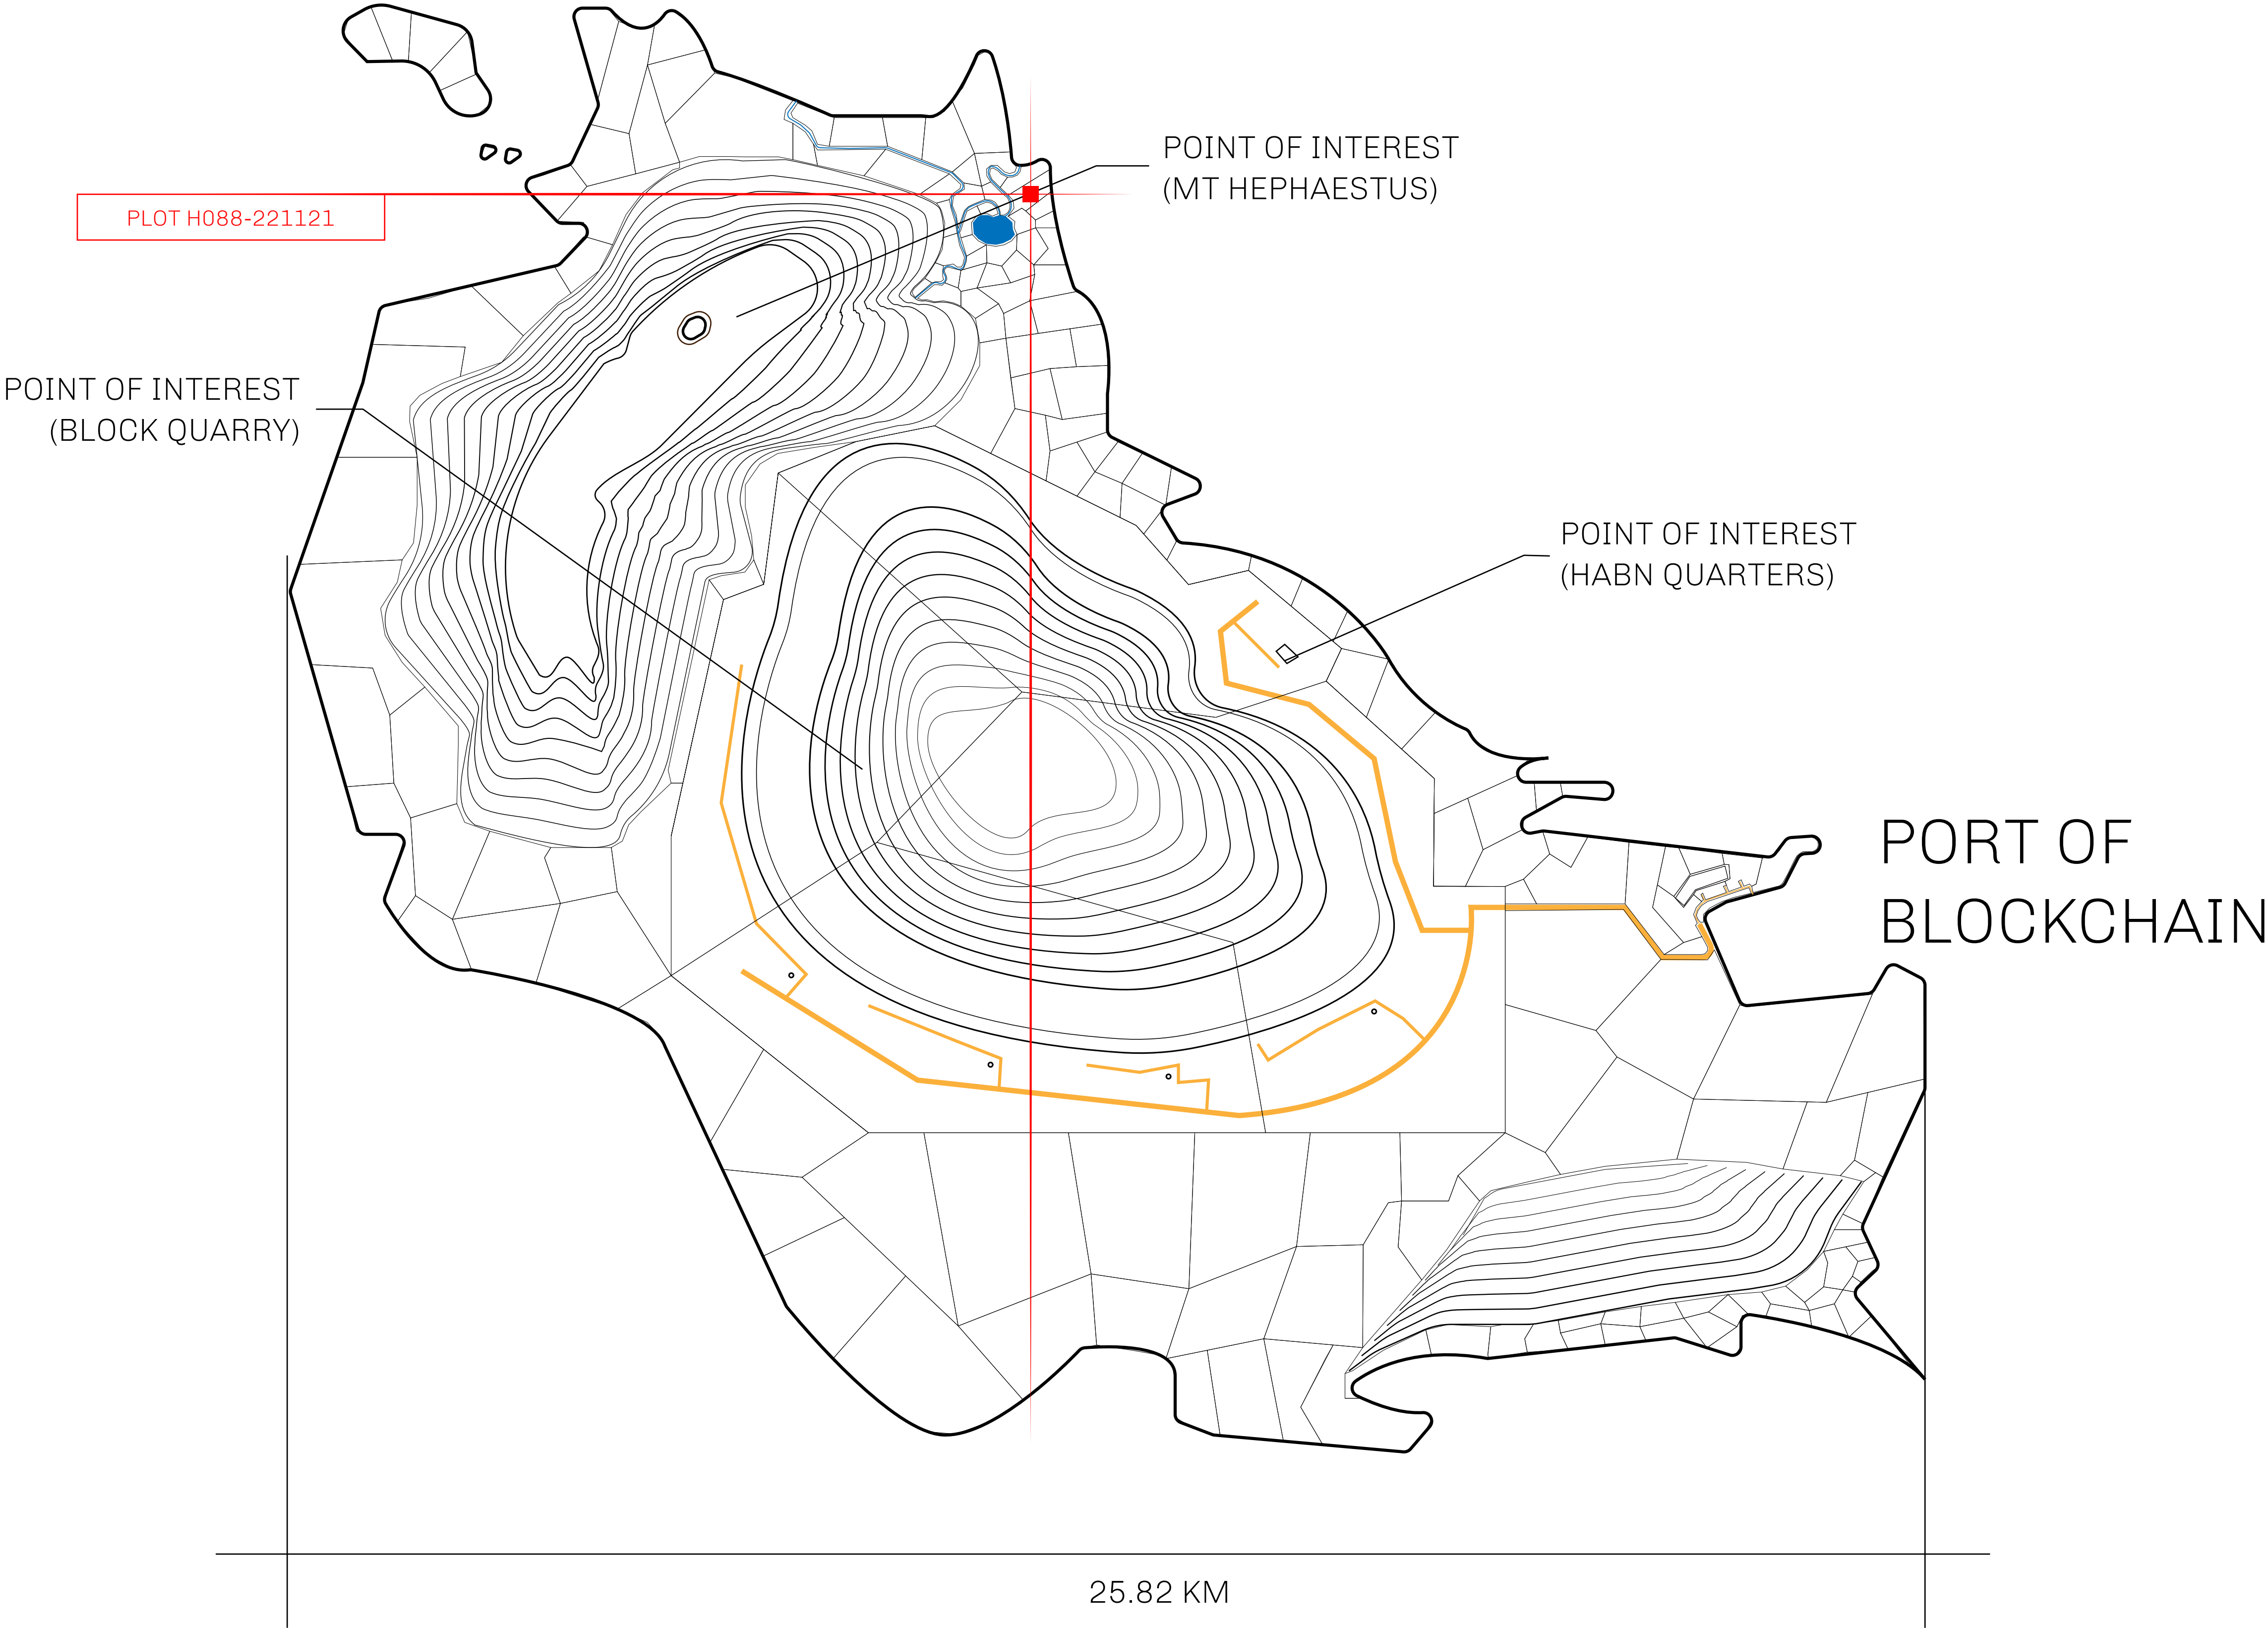 POINT OF INTEREST
(MT HEPHAESTUS)
PLOT H088-221121
POINT OF INTEREST
(BLOCK QUARRY)
POINT OF INTEREST
(HABN QUARTERS)
PORT OF
BLOCKCHAIN
25.82 KM